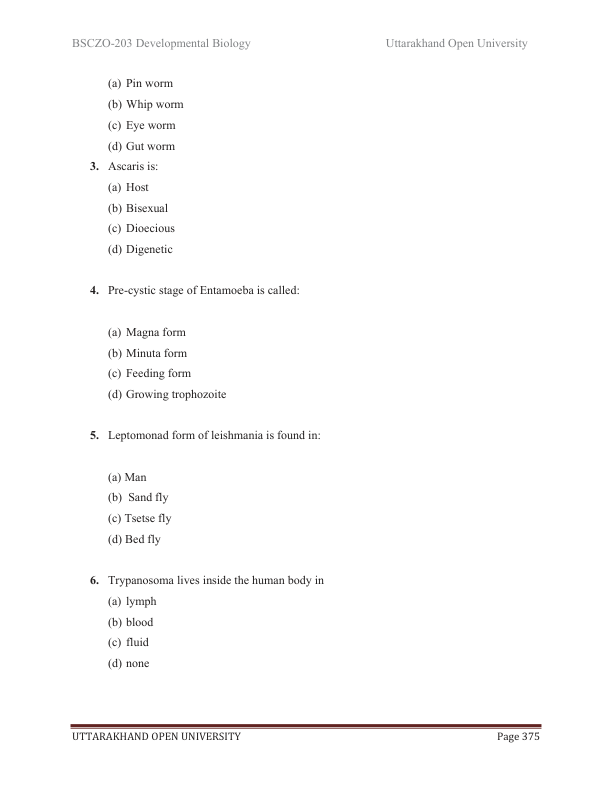 BSCZO-203 Developmental Biology Uttarakhand Open University
(a) Pin worm
(b) Whip worm
(c) Eye worm
(d) Gut worm
3. Ascaris is:
(a) Host
(b) Bisexual
(c) Dioecious
(d) Digenetic
4. Pre-cystic stage of Entamoeba is called:
(a) Magna form
(b) Minuta form
(c) Feeding form
(d) Growing trophozoite
5. Leptomonad form of leishmania is found in:
(a) Man
(b) Sand fly
(c) Tsetse fly
(d) Bed fly
6. Trypanosoma lives inside the human body in
(a) lymph
(b) blood
(c) fluid
(d) none
UTTARAKHAND OPEN UNIVERSITY Page 375